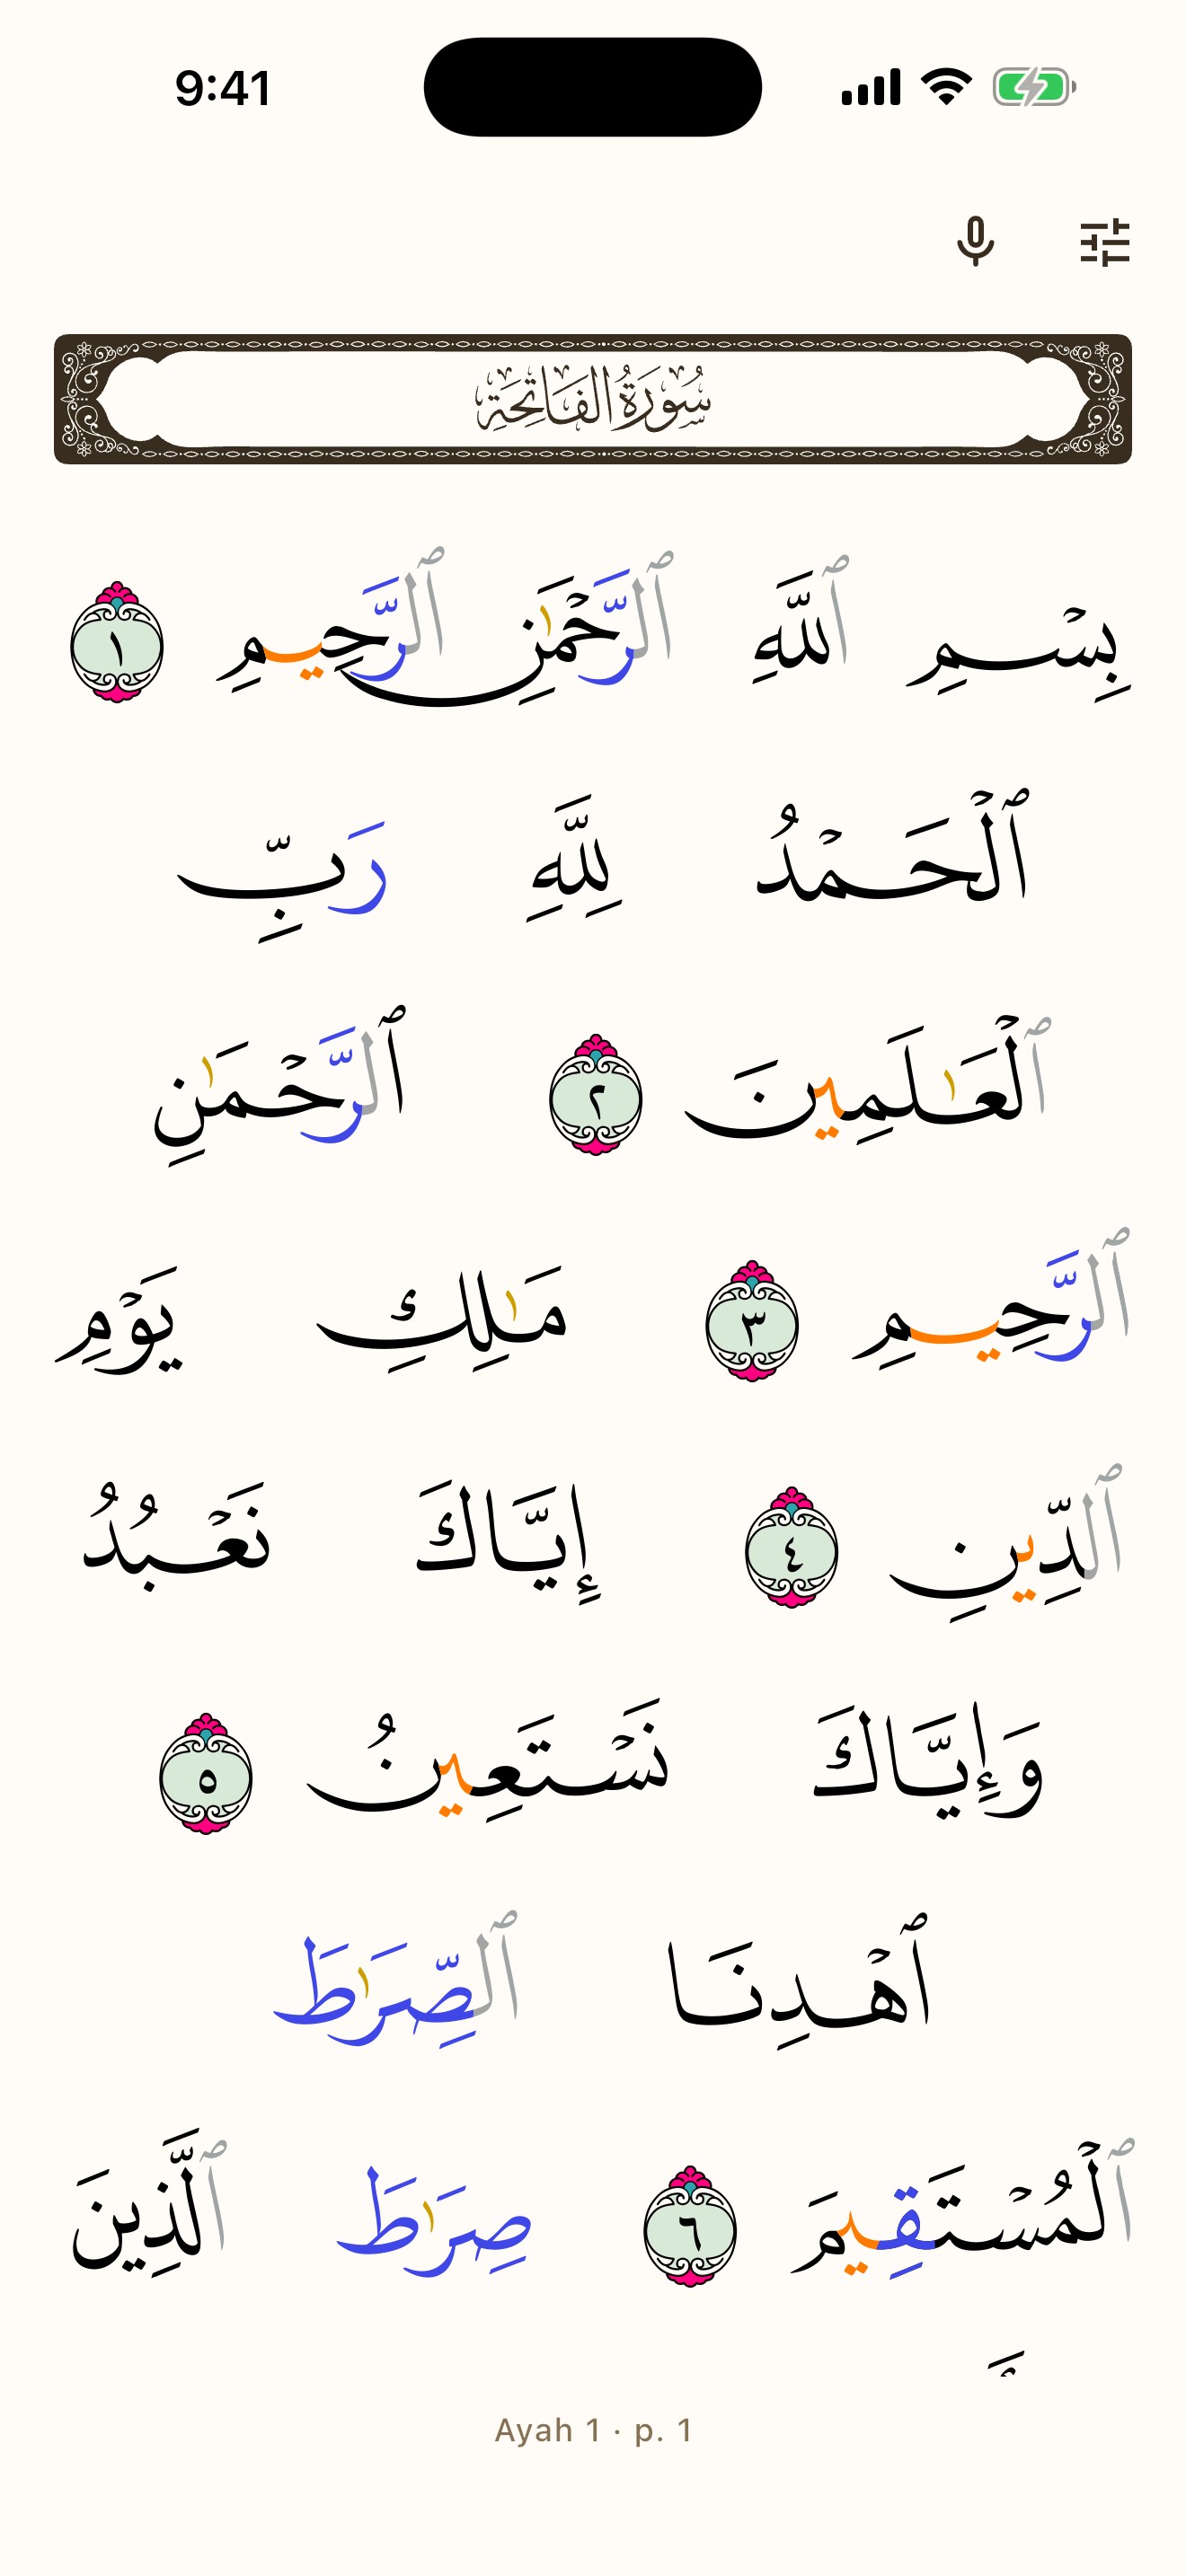 9:41
سُورَةُ الفَاتِحَةِ
بِسۡمِ ٱللَّهِ ٱلرَّحۡمَٰنِ ٱلرَّحِيمِ ١
ٱلۡحَمۡدُ لِلَّهِ رَبِّ
ٱلۡعَٰلَمِينَ ٢ ٱلرَّحۡمَٰنِ
ٱلرَّحِيمِ ٣ مَٰلِكِ يَوۡمِ
ٱلدِّينِ ٤ إِيَّاكَ نَعۡبُدُ
وَإِيَّاكَ نَسۡتَعِينُ ٥
ٱهۡدِنَا ٱلصِّرَٰطَ
ٱلۡمُسۡتَقِيمَ ٦ صِرَٰطَ ٱلَّذِينَ
Ayah 1 · p. 1